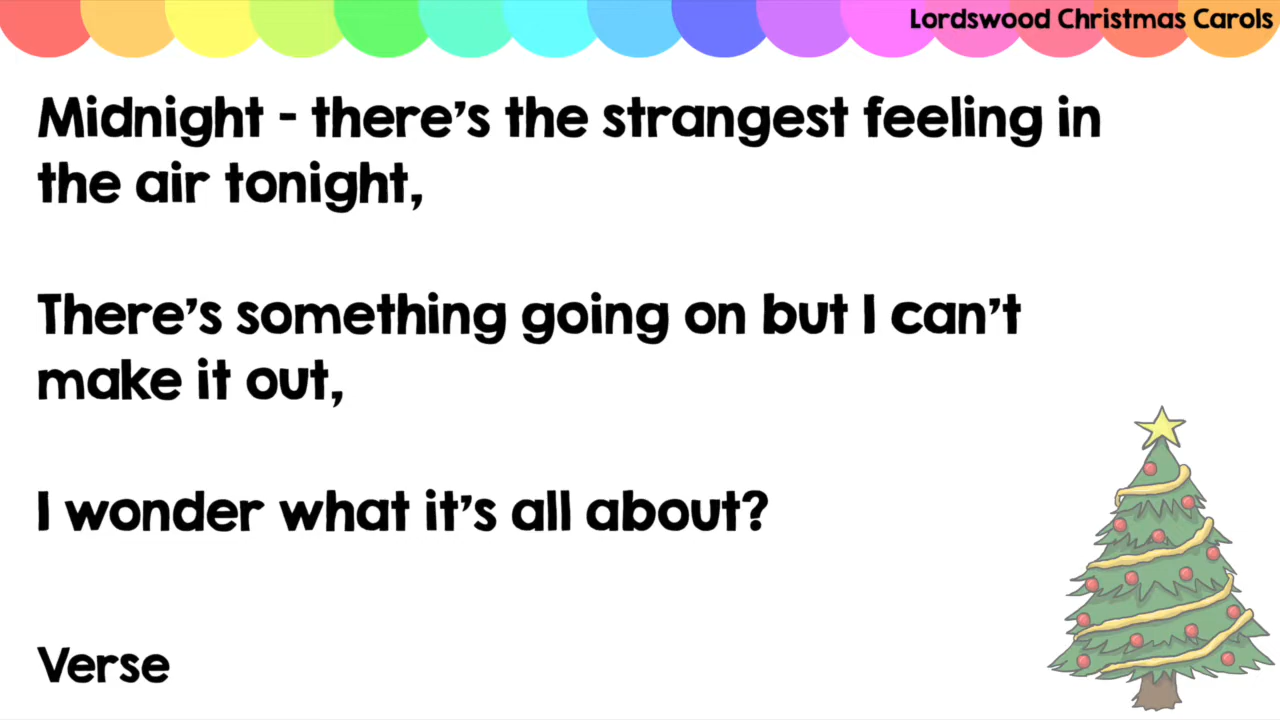 Lordswood Christmas Carols
Midnight - there's the strangest feeling in
the air tonight,
There's something going on but I can't
make it out,
I wonder what it's all about?
Verse